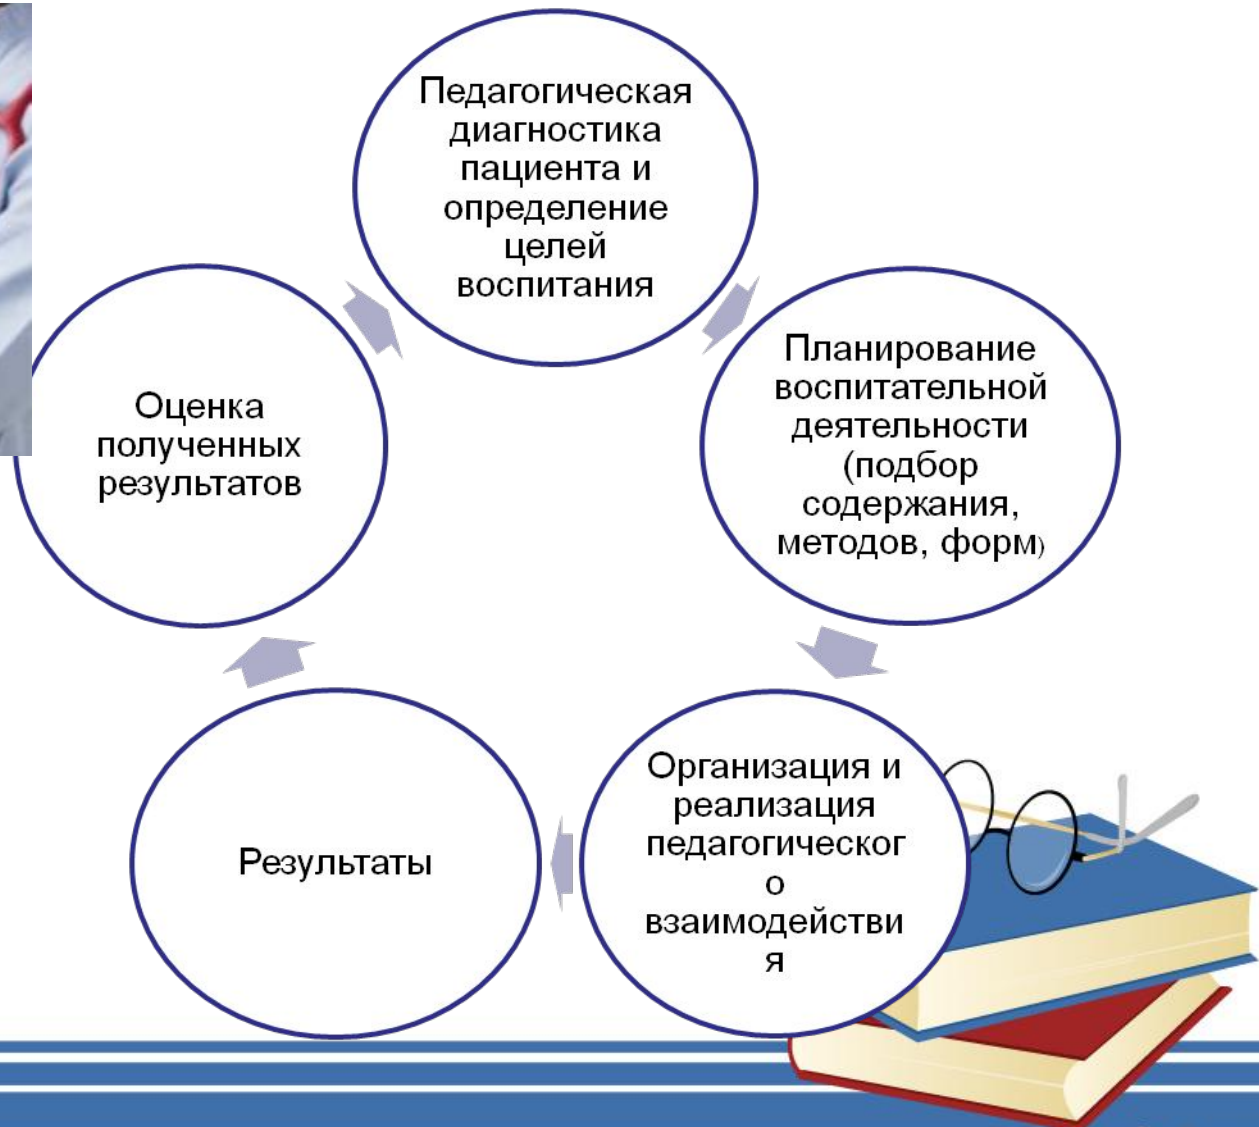 Педагогическая
диагностика
пациента и
определение
целей
воспитания
Планирование
воспитательной
деятельности
(подбор
содержания,
методов, форм)
Организация и
реализация
педагогическог
о
взаимодействи
я
Результаты
Оценка
полученных
результатов